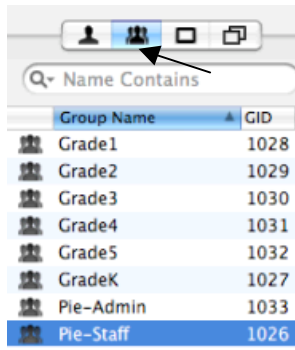 Name Contains
Group Name GID
Grade1 1028
Grade2 1029
Grade3 1030
Grade4 1031
Grade5 1032
GradeK 1027
Pie-Admin 1033
Pie-Staff 1026